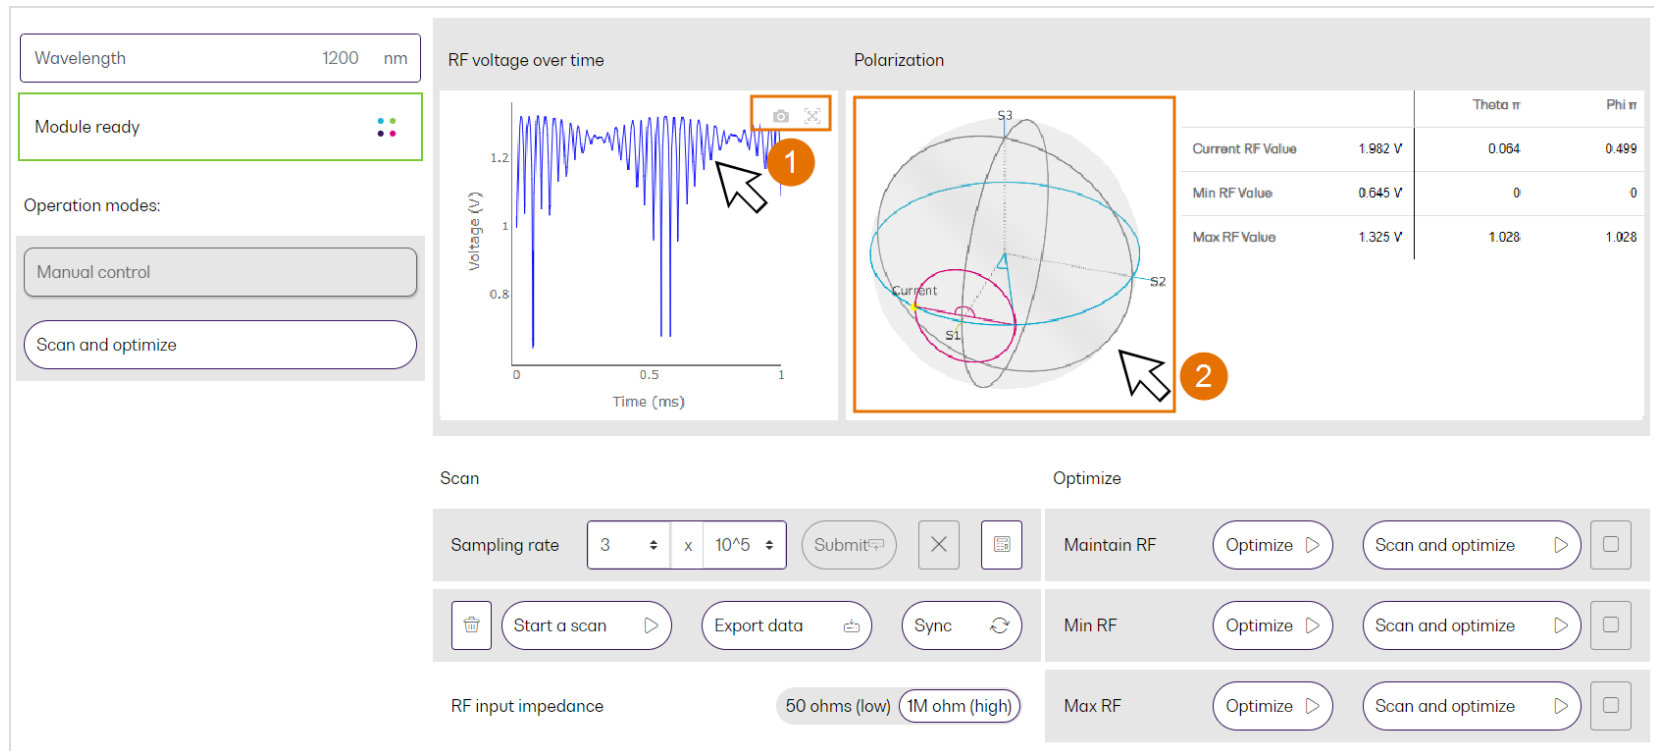 Wavelength 1200 nm
Module ready
Operation modes:
Manual control
Scan and optimize
RF voltage over time
1
1.2
1
0.8
Voltage (V)
0 0.5 1
Time (ms)
Polarization
S3
S2
Current
S1
2
Theta π Phi π
Current RF Value 1.982 V 0.064 0.499
Min RF Value 0.645 V 0 0
Max RF Value 1.325 V 1.028 1.028
Scan
Sampling rate 3 x 10^5 Submit
Start a scan Export data Sync
RF input impedance 50 ohms (low) 1M ohm (high)
Optimize
Maintain RF Optimize Scan and optimize
Min RF Optimize Scan and optimize
Max RF Optimize Scan and optimize